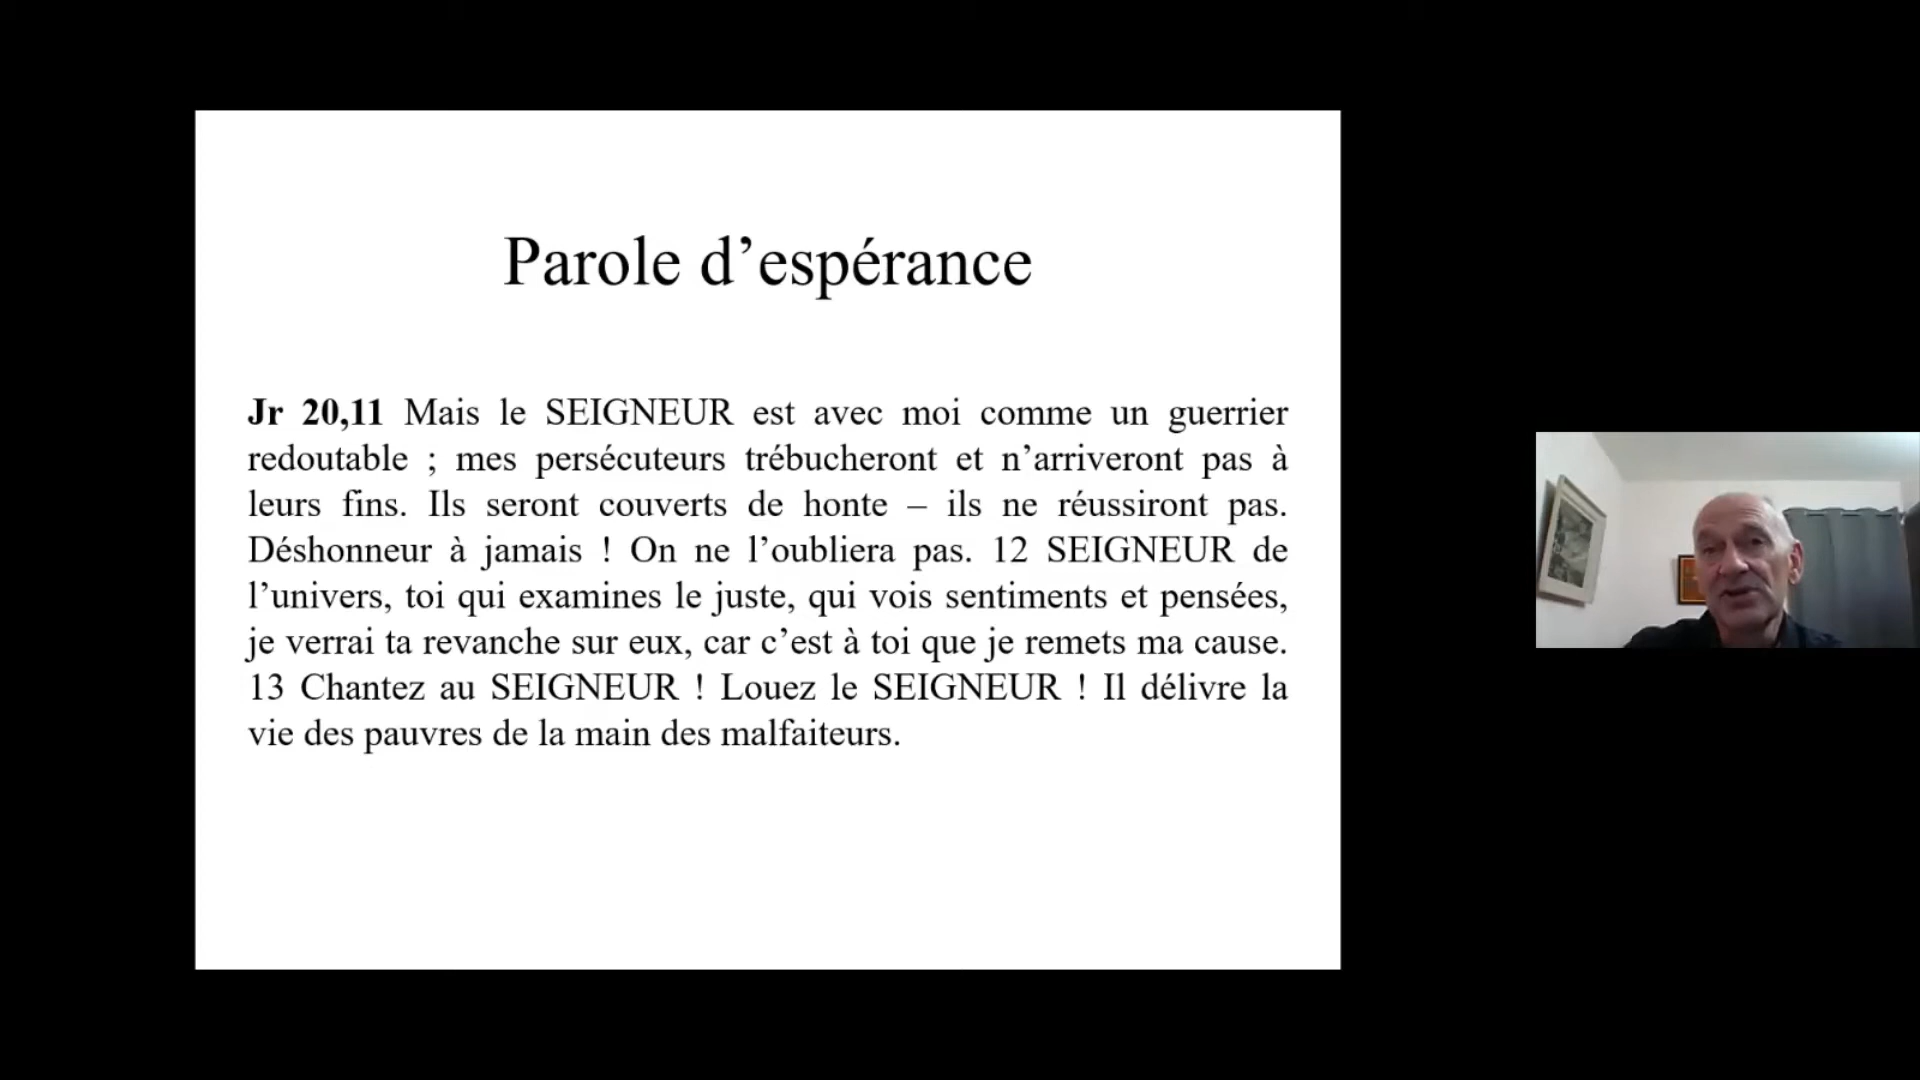 Parole d’espérance
Jr 20,11 Mais le SEIGNEUR est avec moi comme un guerrier
redoutable ; mes persécuteurs trébucheront et n’arriveront pas à
leurs fins. Ils seront couverts de honte – ils ne réussiront pas.
Déshonneur à jamais ! On ne l’oubliera pas. 12 SEIGNEUR de
l’univers, toi qui examines le juste, qui vois sentiments et pensées,
je verrai ta revanche sur eux, car c’est à toi que je remets ma cause.
13 Chantez au SEIGNEUR ! Louez le SEIGNEUR ! Il délivre la
vie des pauvres de la main des malfaiteurs.